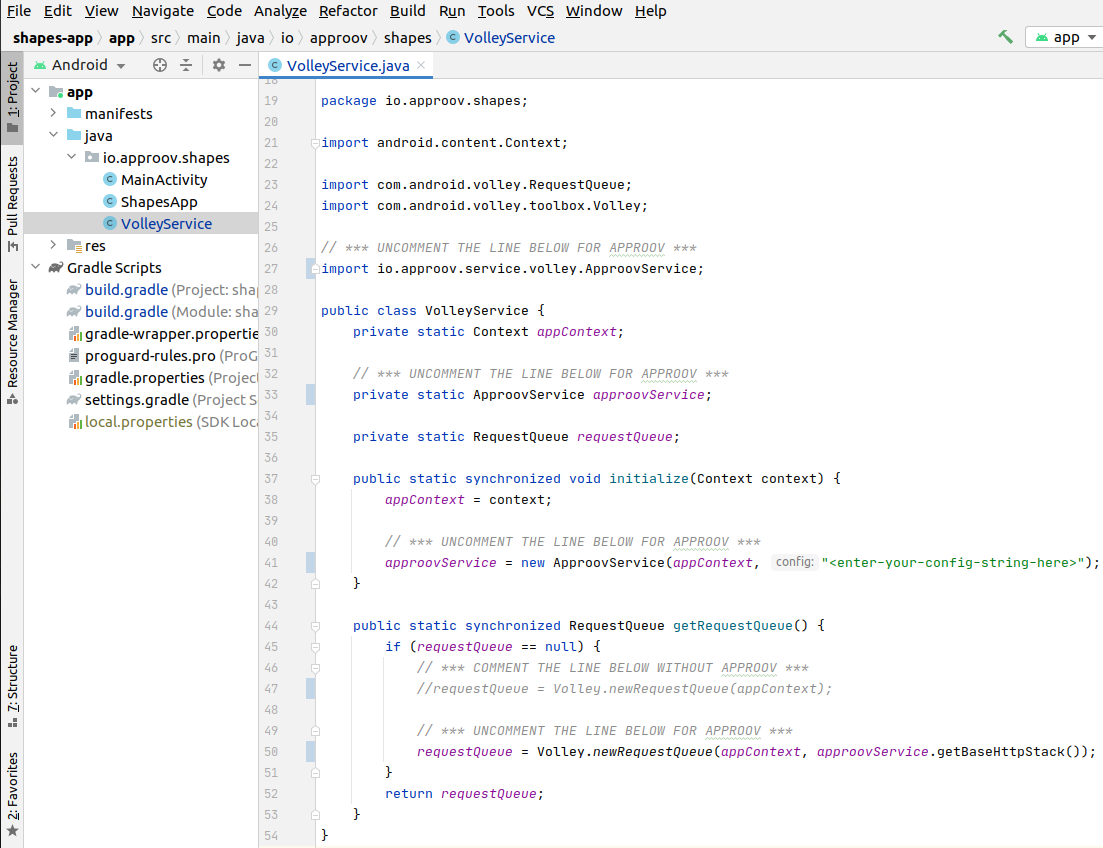 File Edit View Navigate Code Analyze Refactor Build Run Tools VCS Window Help
shapes-app app src main java io approov shapes VolleyService app
1: Project
Pull Requests
Resource Manager
7: Structure
2: Favorites
Android
app
manifests
java
io.approov.shapes
MainActivity
ShapesApp
VolleyService
res
Gradle Scripts
build.gradle (Project: shap
build.gradle (Module: sha
gradle-wrapper.propertie
proguard-rules.pro (ProG
gradle.properties (Project
settings.gradle (Project S
local.properties (SDK Loca
VolleyService.java
18
19 package io.approov.shapes;
20
21 import android.content.Context;
22
23 import com.android.volley.RequestQueue;
24 import com.android.volley.toolbox.Volley;
25
26 // *** UNCOMMENT THE LINE BELOW FOR APPROOV ***
27 import io.approov.service.volley.ApproovService;
28
29 public class VolleyService {
30 private static Context appContext;
31
32 // *** UNCOMMENT THE LINE BELOW FOR APPROOV ***
33 private static ApproovService approovService;
34
35 private static RequestQueue requestQueue;
36
37 public static synchronized void initialize(Context context) {
38 appContext = context;
39
40 // *** UNCOMMENT THE LINE BELOW FOR APPROOV ***
41 approovService = new ApproovService(appContext, config: "<enter-your-config-string-here>");
42 }
43
44 public static synchronized RequestQueue getRequestQueue() {
45 if (requestQueue == null) {
46 // *** COMMENT THE LINE BELOW WITHOUT APPROOV ***
47 //requestQueue = Volley.newRequestQueue(appContext);
48
49 // *** UNCOMMENT THE LINE BELOW FOR APPROOV ***
50 requestQueue = Volley.newRequestQueue(appContext, approovService.getBaseHttpStack());
51 }
52 return requestQueue;
53 }
54 }